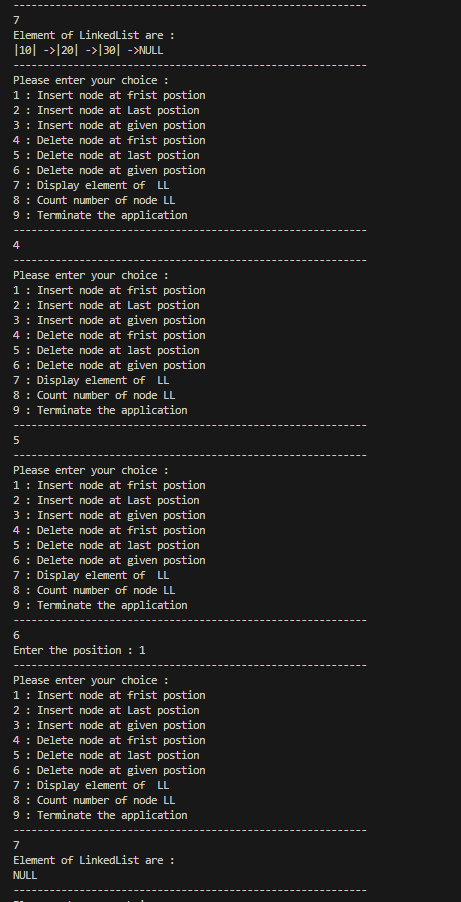 -----------------------------------------------------------
7
Element of LinkedList are :
|10| ->|20| ->|30| ->NULL
-----------------------------------------------------------
Please enter your choice :
1 : Insert node at frist postion
2 : Insert node at Last postion
3 : Insert node at given postion
4 : Delete node at frist postion
5 : Delete node at last postion
6 : Delete node at given postion
7 : Display element of  LL
8 : Count number of node LL
9 : Terminate the application
-----------------------------------------------------------
4
-----------------------------------------------------------
Please enter your choice :
1 : Insert node at frist postion
2 : Insert node at Last postion
3 : Insert node at given postion
4 : Delete node at frist postion
5 : Delete node at last postion
6 : Delete node at given postion
7 : Display element of  LL
8 : Count number of node LL
9 : Terminate the application
-----------------------------------------------------------
5
-----------------------------------------------------------
Please enter your choice :
1 : Insert node at frist postion
2 : Insert node at Last postion
3 : Insert node at given postion
4 : Delete node at frist postion
5 : Delete node at last postion
6 : Delete node at given postion
7 : Display element of  LL
8 : Count number of node LL
9 : Terminate the application
-----------------------------------------------------------
6
Enter the position : 1
-----------------------------------------------------------
Please enter your choice :
1 : Insert node at frist postion
2 : Insert node at Last postion
3 : Insert node at given postion
4 : Delete node at frist postion
5 : Delete node at last postion
6 : Delete node at given postion
7 : Display element of  LL
8 : Count number of node LL
9 : Terminate the application
-----------------------------------------------------------
7
Element of LinkedList are :
NULL
-----------------------------------------------------------